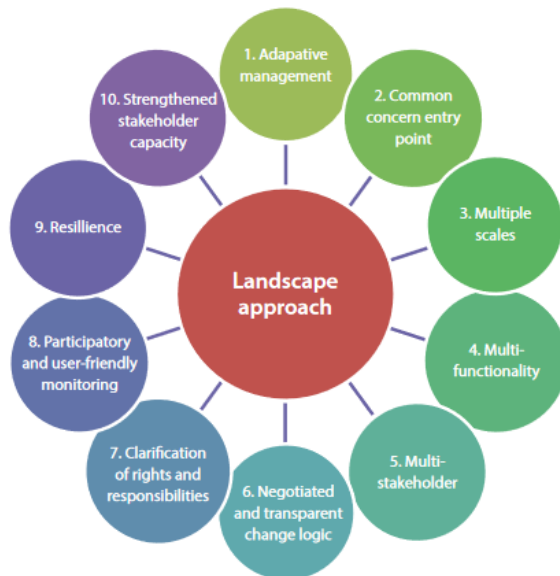 1. Adapative
management
2. Common
concern entry
point
3. Multiple
scales
4. Multi-
functionality
5. Multi-
stakeholder
6. Negotiated
and transparent
change logic
7. Clarification
of rights and
responsibilities
8. Participatory
and user-friendly
monitoring
9. Resillience
10. Strengthened
stakeholder
capacity
Landscape
approach